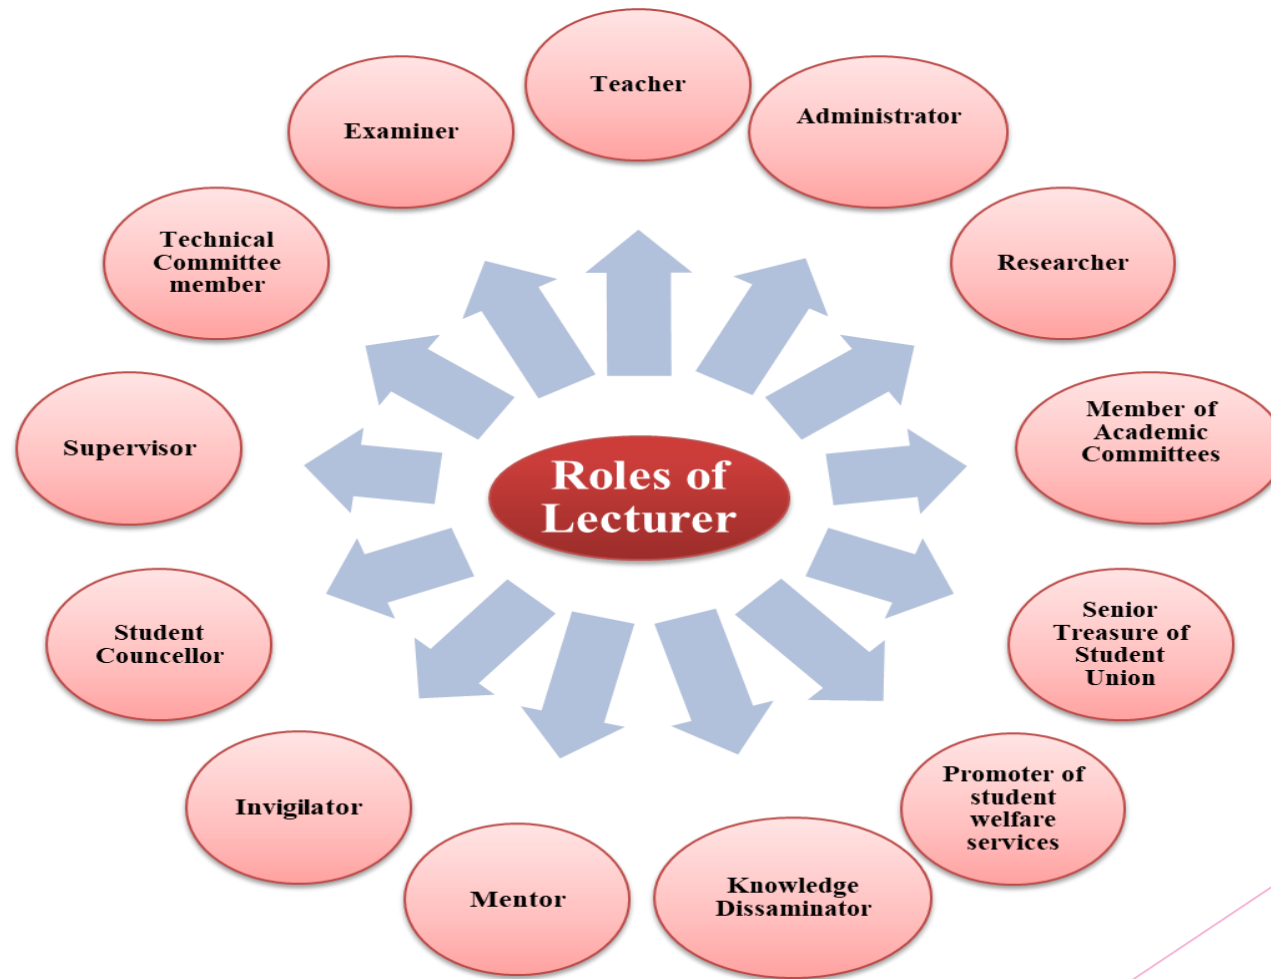 Teacher
Administrator
Examiner
Researcher
Technical
Committee
member
Member of
Academic
Committees
Supervisor
Roles of
Lecturer
Senior
Treasure of
Student
Union
Student
Councellor
Promoter of
student
welfare
services
Invigilator
Knowledge
Dissaminator
Mentor